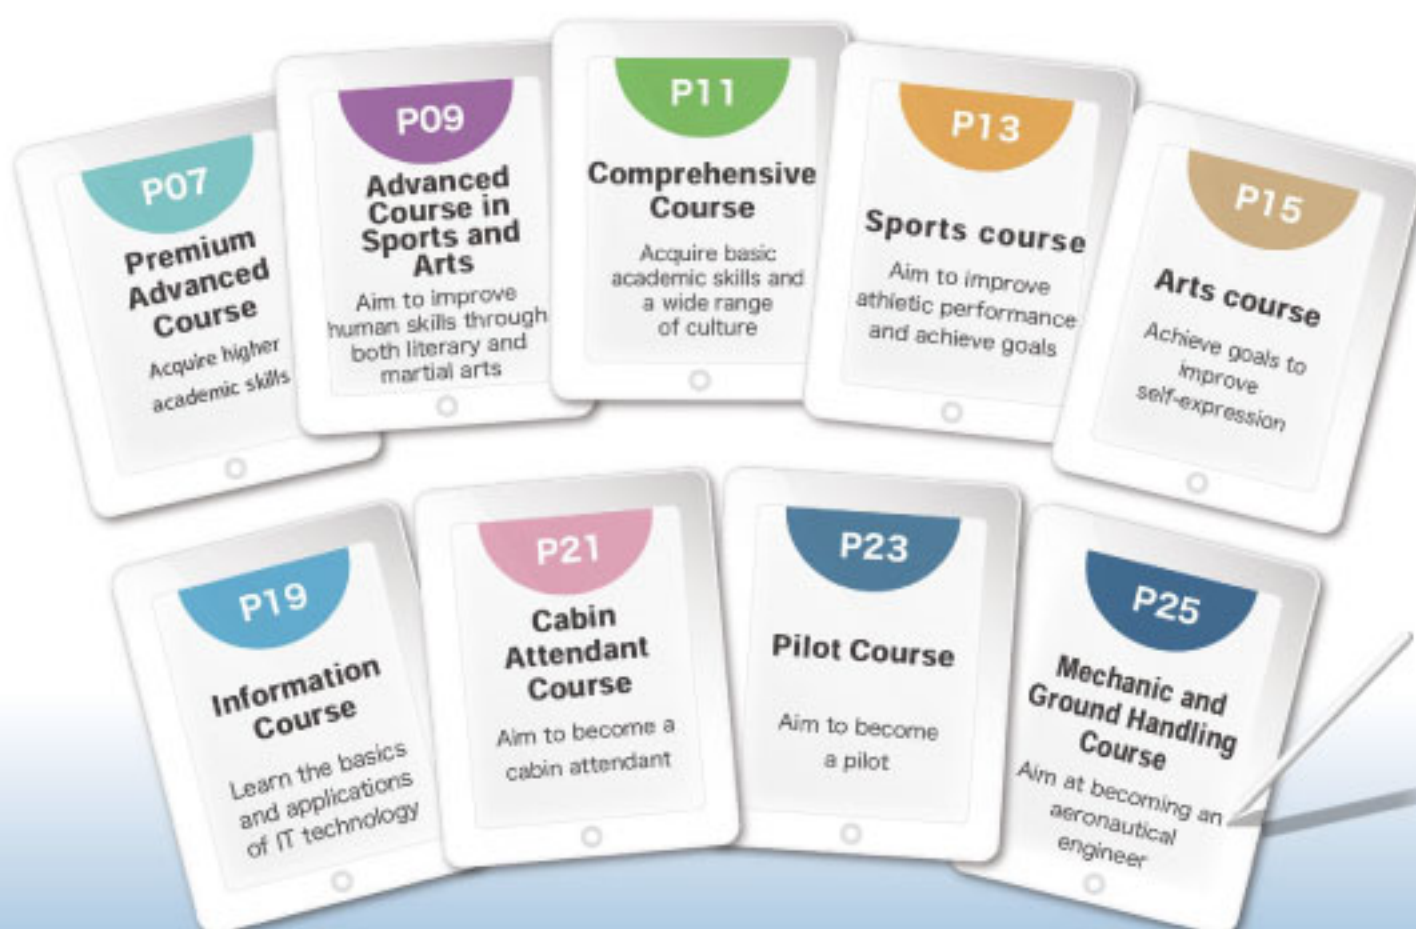 P07
Premium
Advanced
Course
Acquire higher
academic skills
P09
Advanced
Course in
Sports and
Arts
Aim to improve
human skills through
both literary and
martial arts
P11
Comprehensive
Course
Acquire basic
academic skills and
a wide range
of culture
P13
Sports course
Aim to improve
athletic performance
and achieve goals
P15
Arts course
Achieve goals to
improve
self-expression
P19
Information
Course
Learn the basics
and applications
of IT technology
P21
Cabin
Attendant
Course
Aim to become a
cabin attendant
P23
Pilot Course
Aim to become
a pilot
P25
Mechanic and
Ground Handling
Course
Aim at becoming an
aeronautical
engineer